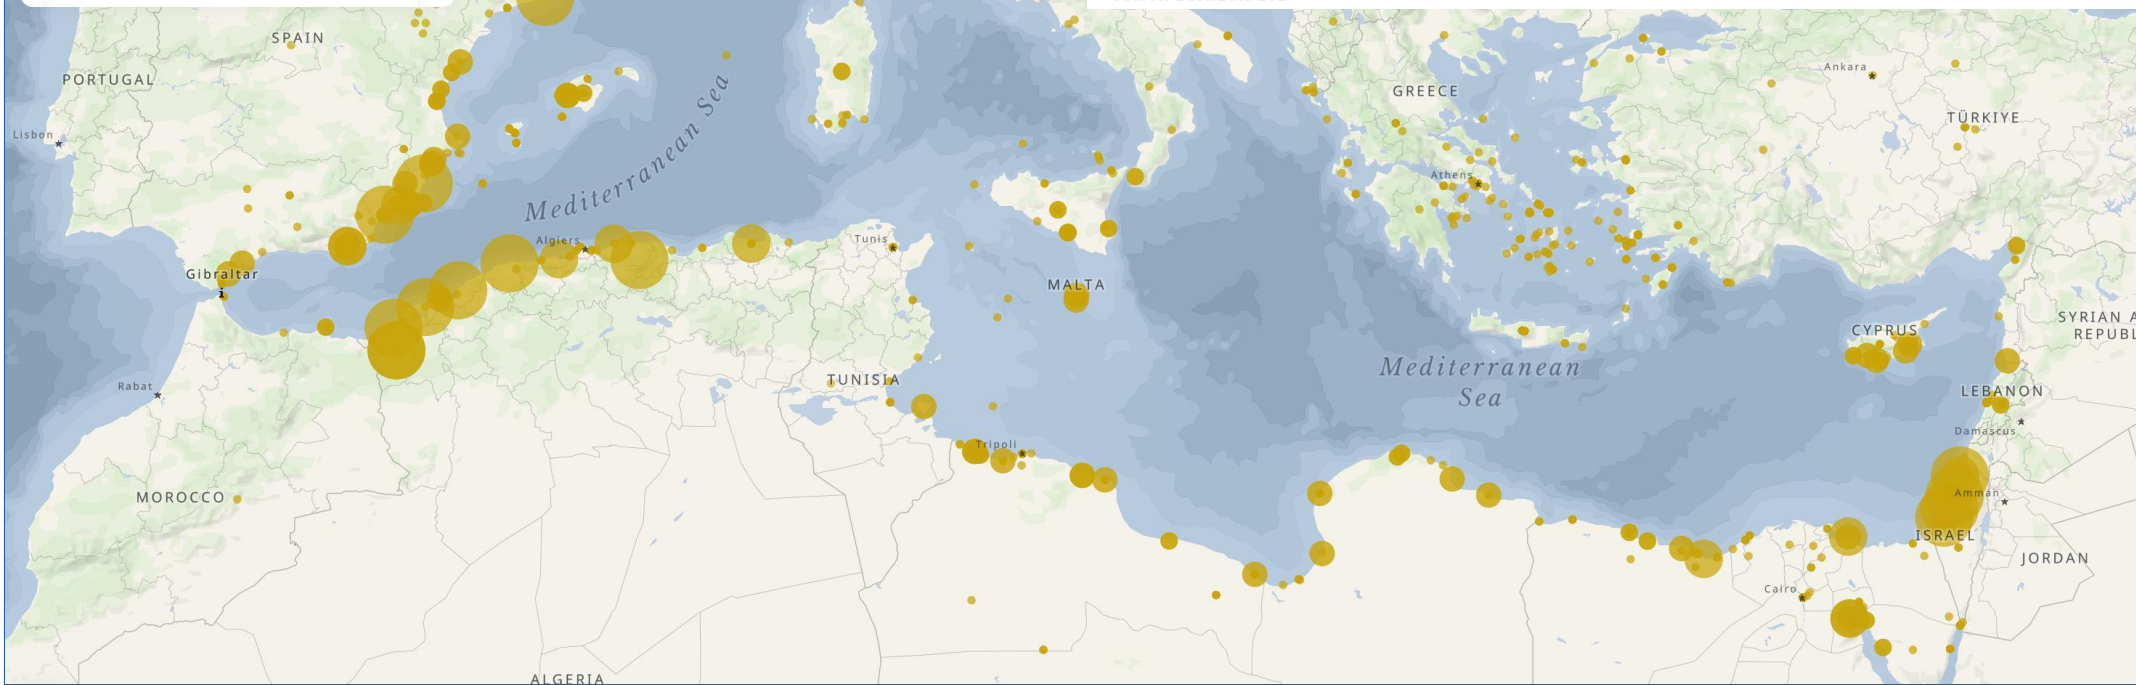 SPAIN
PORTUGAL
Lisbon
Mediterranean Sea
Gibraltar
Algiers
Tunis
Rabat
MOROCCO
ALGERIA
TUNISIA
MALTA
Tripoli
GREECE
Athens
Ankara
TÜRKIYE
Mediterranean
Sea
CYPRUS
SYRIAN A
REPUBL
LEBANON
Damascus
Amman
ISRAEL
JORDAN
Cairo